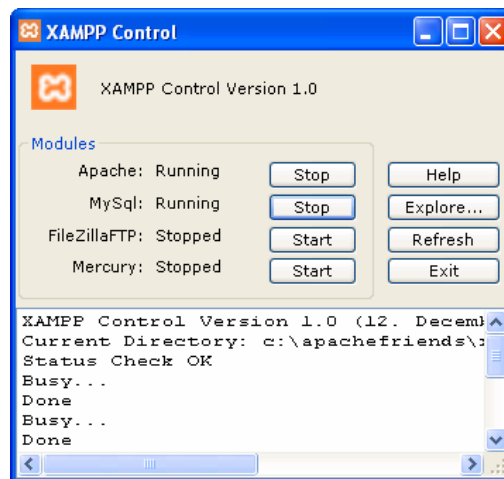 XAMPP Control
XAMPP Control Version 1.0
Modules
Apache: Running Stop Help
MySql: Running Stop Explore...
FileZillaFTP: Stopped Start Refresh
Mercury: Stopped Start Exit
XAMPP Control Version 1.0 (12.
Current Directory: c:\apachefriends\
Status Check OK
Busy...
Done
Busy...
Done